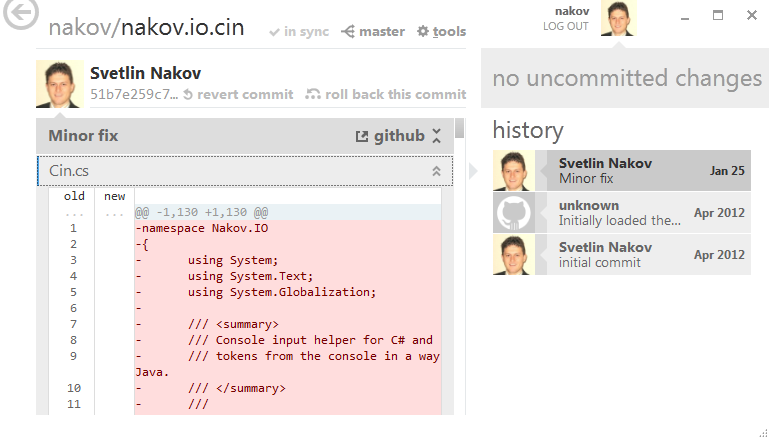 nakov/nakov.io.cin
in sync
master
tools
nakov
LOG OUT
Svetlin Nakov
51b7e259c7...
revert commit
roll back this commit
Minor fix
github
Cin.cs
old new
... ... @@ -1,130 +1,130 @@
1 -namespace Nakov.IO
2 -{
3 - using System;
4 - using System.Text;
5 - using System.Globalization;
6 -
7 - /// <summary>
8 - /// Console input helper for C# and
9 - /// tokens from the console in a way
Java.
10 - /// </summary>
11 - ///
no uncommitted changes
history
Svetlin Nakov
Minor fix
Jan 25
unknown
Initially loaded the...
Apr 2012
Svetlin Nakov
initial commit
Apr 2012